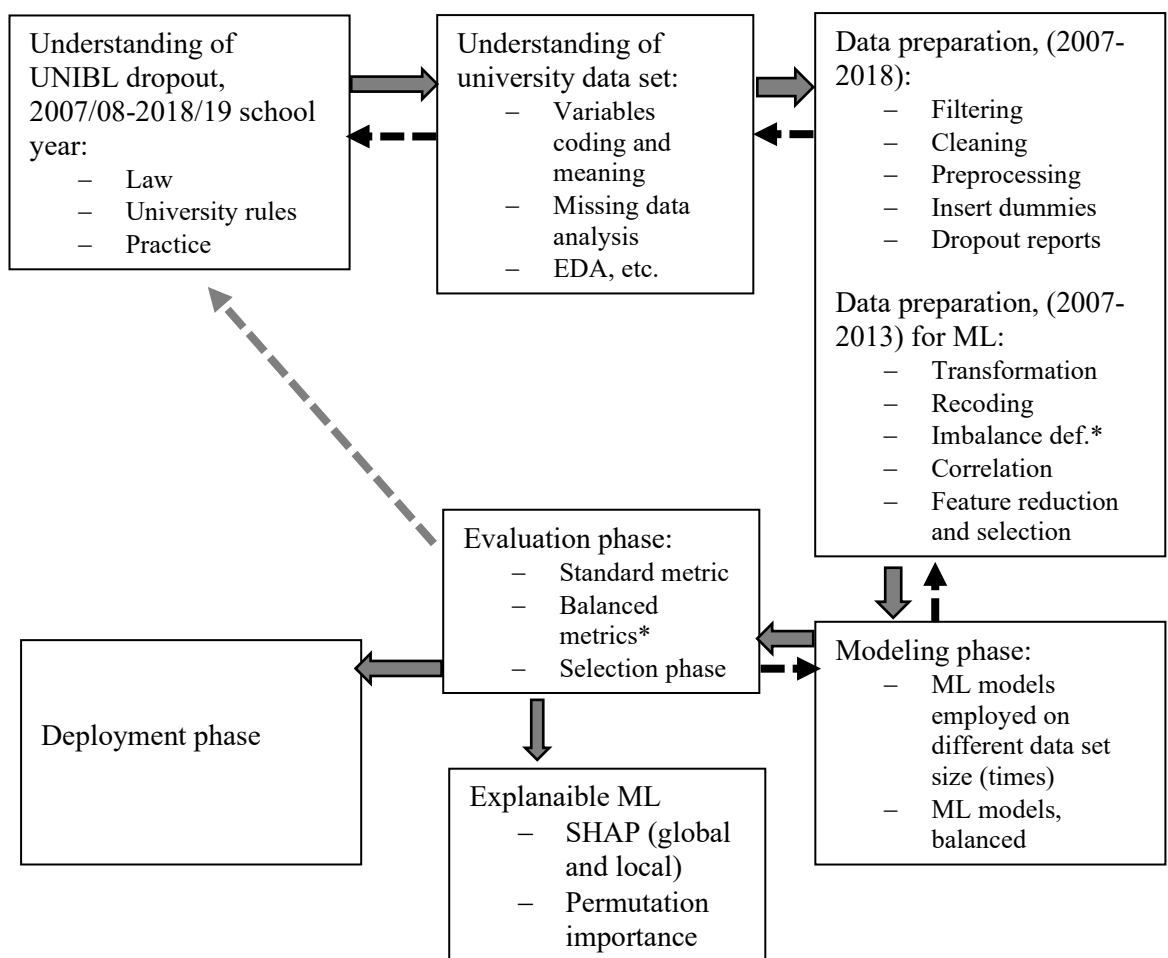 Understanding of
UNIBL dropout,
2007/08-2018/19 school
year:
– Law
– University rules
– Practice
Understanding of
university data set:
– Variables
coding and
meaning
– Missing data
analysis
– EDA, etc.
Data preparation, (2007-
2018):
– Filtering
– Cleaning
– Preprocessing
– Insert dummies
– Dropout reports
Data preparation, (2007-
2013) for ML:
– Transformation
– Recoding
– Imbalance def.*
– Correlation
– Feature reduction
and selection
Evaluation phase:
– Standard metric
– Balanced
metrics*
– Selection phase
Modeling phase:
– ML models
employed on
different data set
size (times)
– ML models,
balanced
Deployment phase
Explanaible ML
– SHAP (global
and local)
– Permutation
importance